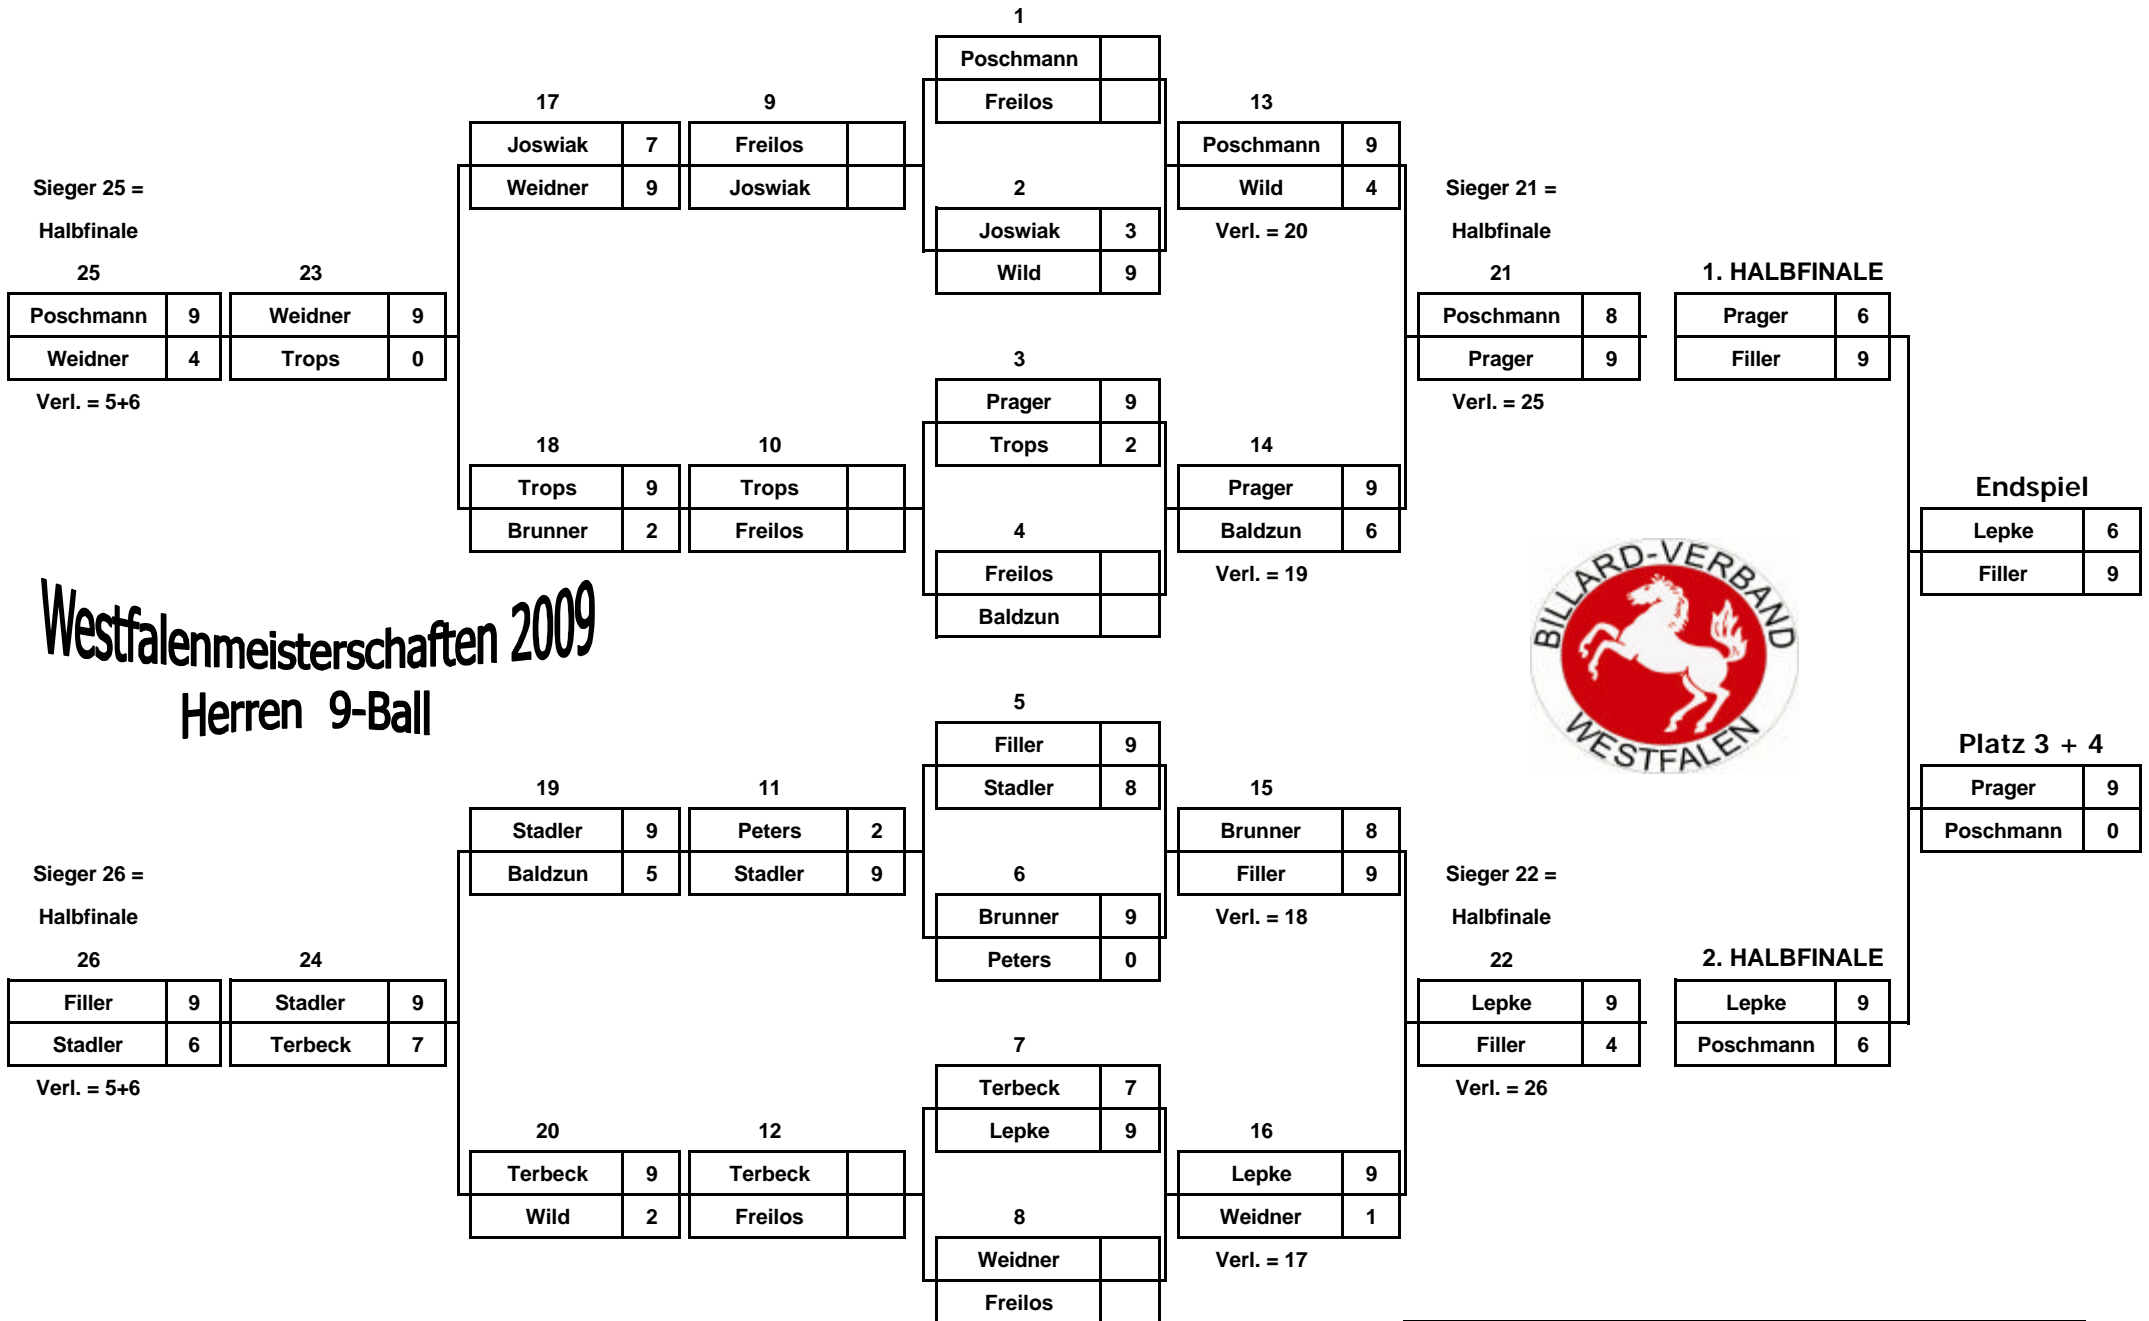 1
Poschmann
17 9 Freilos 13
Joswiak 7 Freilos Poschmann 9
Sieger 25 = Weidner 9 Joswiak 2 Wild 4 Sieger 21 =
Halbfinale Joswiak 3 Verl. = 20 Halbfinale
25 23 Wild 9 21 1. HALBFINALE
Poschmann 9 Weidner 9 Poschmann 8 Prager 6
Weidner 4 Trops 0 3 Prager 9 Filler 9
Verl. = 5+6 Prager 9 Verl. = 25
18 10 Trops 2 14
Trops 9 Trops Prager 9 Endspiel
Brunner 2 Freilos 4 Baldzun 6 Lepke 6
Freilos Verl. = 19 Filler 9
Baldzun
BILLARD-VERBAND
WESTFALEN
Westfalenmeisterschaften 2009
Herren 9-Ball
5
Filler 9 Platz 3 + 4
19 11 Stadler 8 15 Prager 9
Stadler 9 Peters 2 Brunner 8 Poschmann 0
Sieger 26 = Baldzun 5 Stadler 9 6 Filler 9 Sieger 22 =
Halbfinale Brunner 9 Verl. = 18 Halbfinale
26 24 Peters 0 22 2. HALBFINALE
Filler 9 Stadler 9 Lepke 9 Lepke 9
Stadler 6 Terbeck 7 7 Filler 4 Poschmann 6
Verl. = 5+6 Terbeck 7 Verl. = 26
20 12 Lepke 9 16
Terbeck 9 Terbeck Lepke 9
Wild 2 Freilos 8 Weidner 1
Weidner Verl. = 17
Freilos